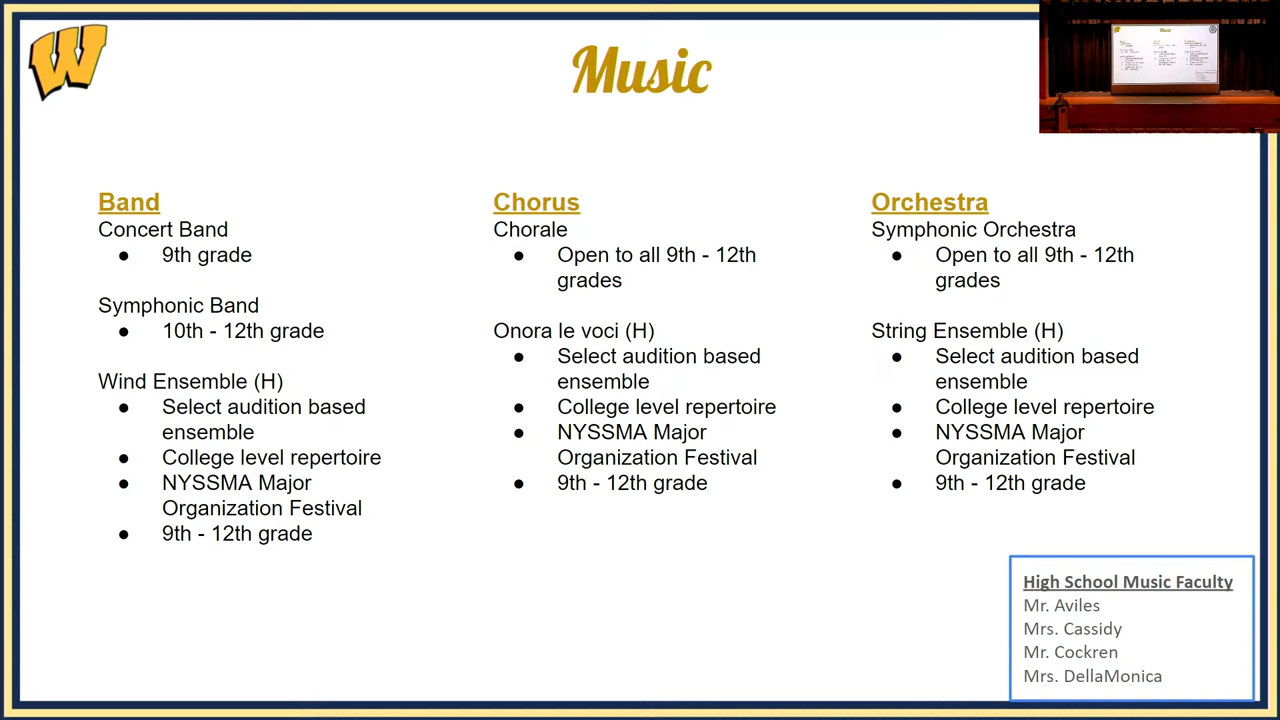 W
Music
Music
Band
Concert Band
● 9th grade
Symphonic Band
● 10th - 12th grade
Wind Ensemble (H)
● Select audition based
ensemble
● College level repertoire
● NYSSMA Major
Organization Festival
● 9th - 12th grade
Chorus
Chorale
● Open to all 9th - 12th
grades
Onora le voci (H)
● Select audition based
ensemble
● College level repertoire
● NYSSMA Major
Organization Festival
● 9th - 12th grade
Orchestra
Symphonic Orchestra
● Open to all 9th - 12th
grades
String Ensemble (H)
● Select audition based
ensemble
● College level repertoire
● NYSSMA Major
Organization Festival
● 9th - 12th grade
High School Music Faculty
Mr. Aviles
Mrs. Cassidy
Mr. Cockren
Mrs. DellaMonica